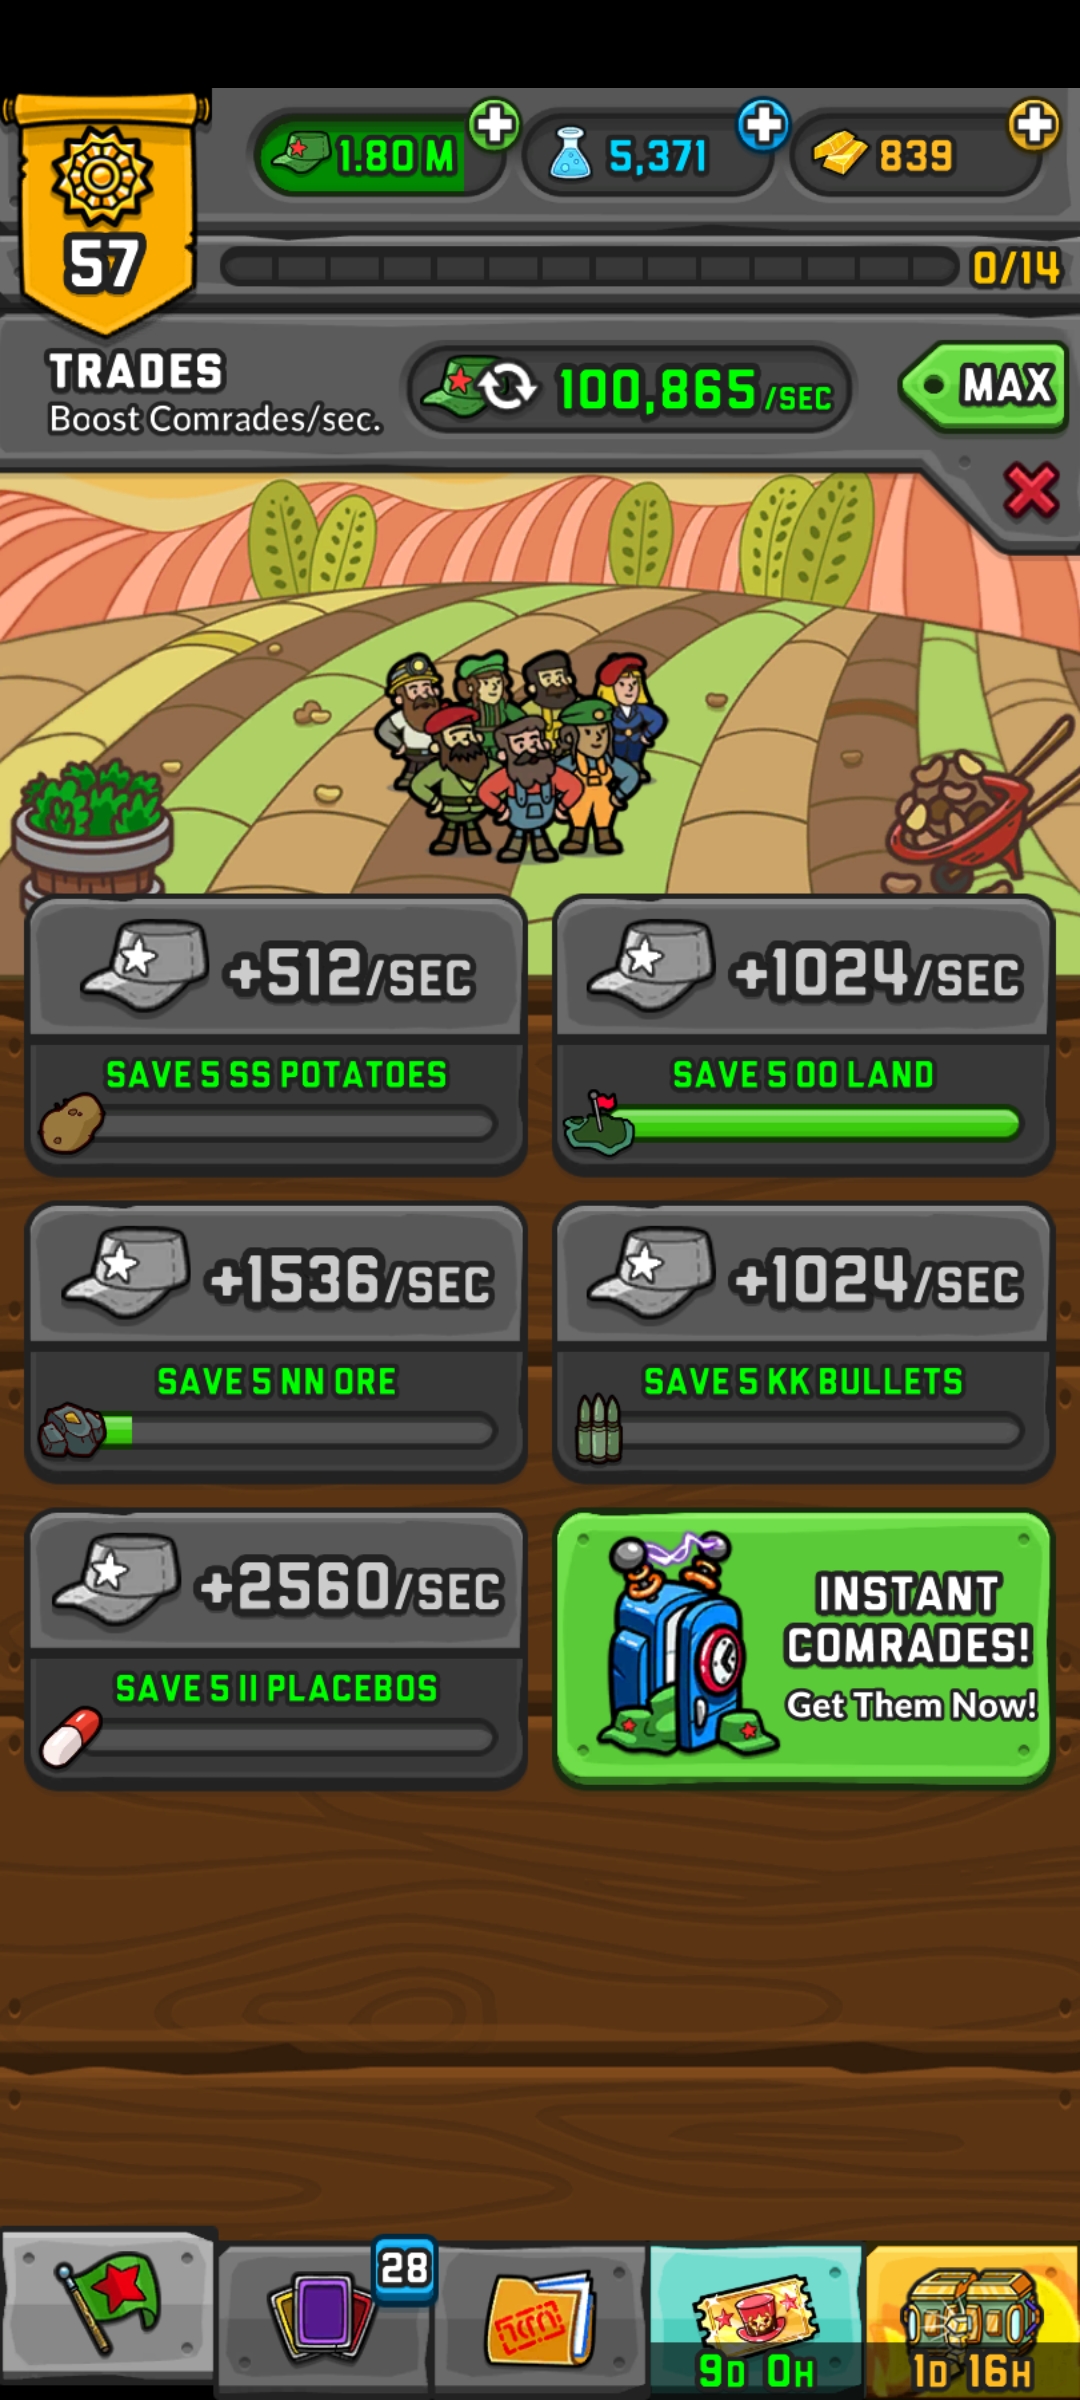 1.80 M
5,371
839
57
0/14
TRADES
Boost Comrades/sec.
100,865/SEC
MAX
+512/SEC
SAVE 5 SS POTATOES
+1024/SEC
SAVE 5 OO LAND
+1536/SEC
SAVE 5 NN ORE
+1024/SEC
SAVE 5 KK BULLETS
+2560/SEC
SAVE 5 II PLACEBOS
INSTANT
COMRADES!
Get Them Now!
28
9D 0H
1D 16H